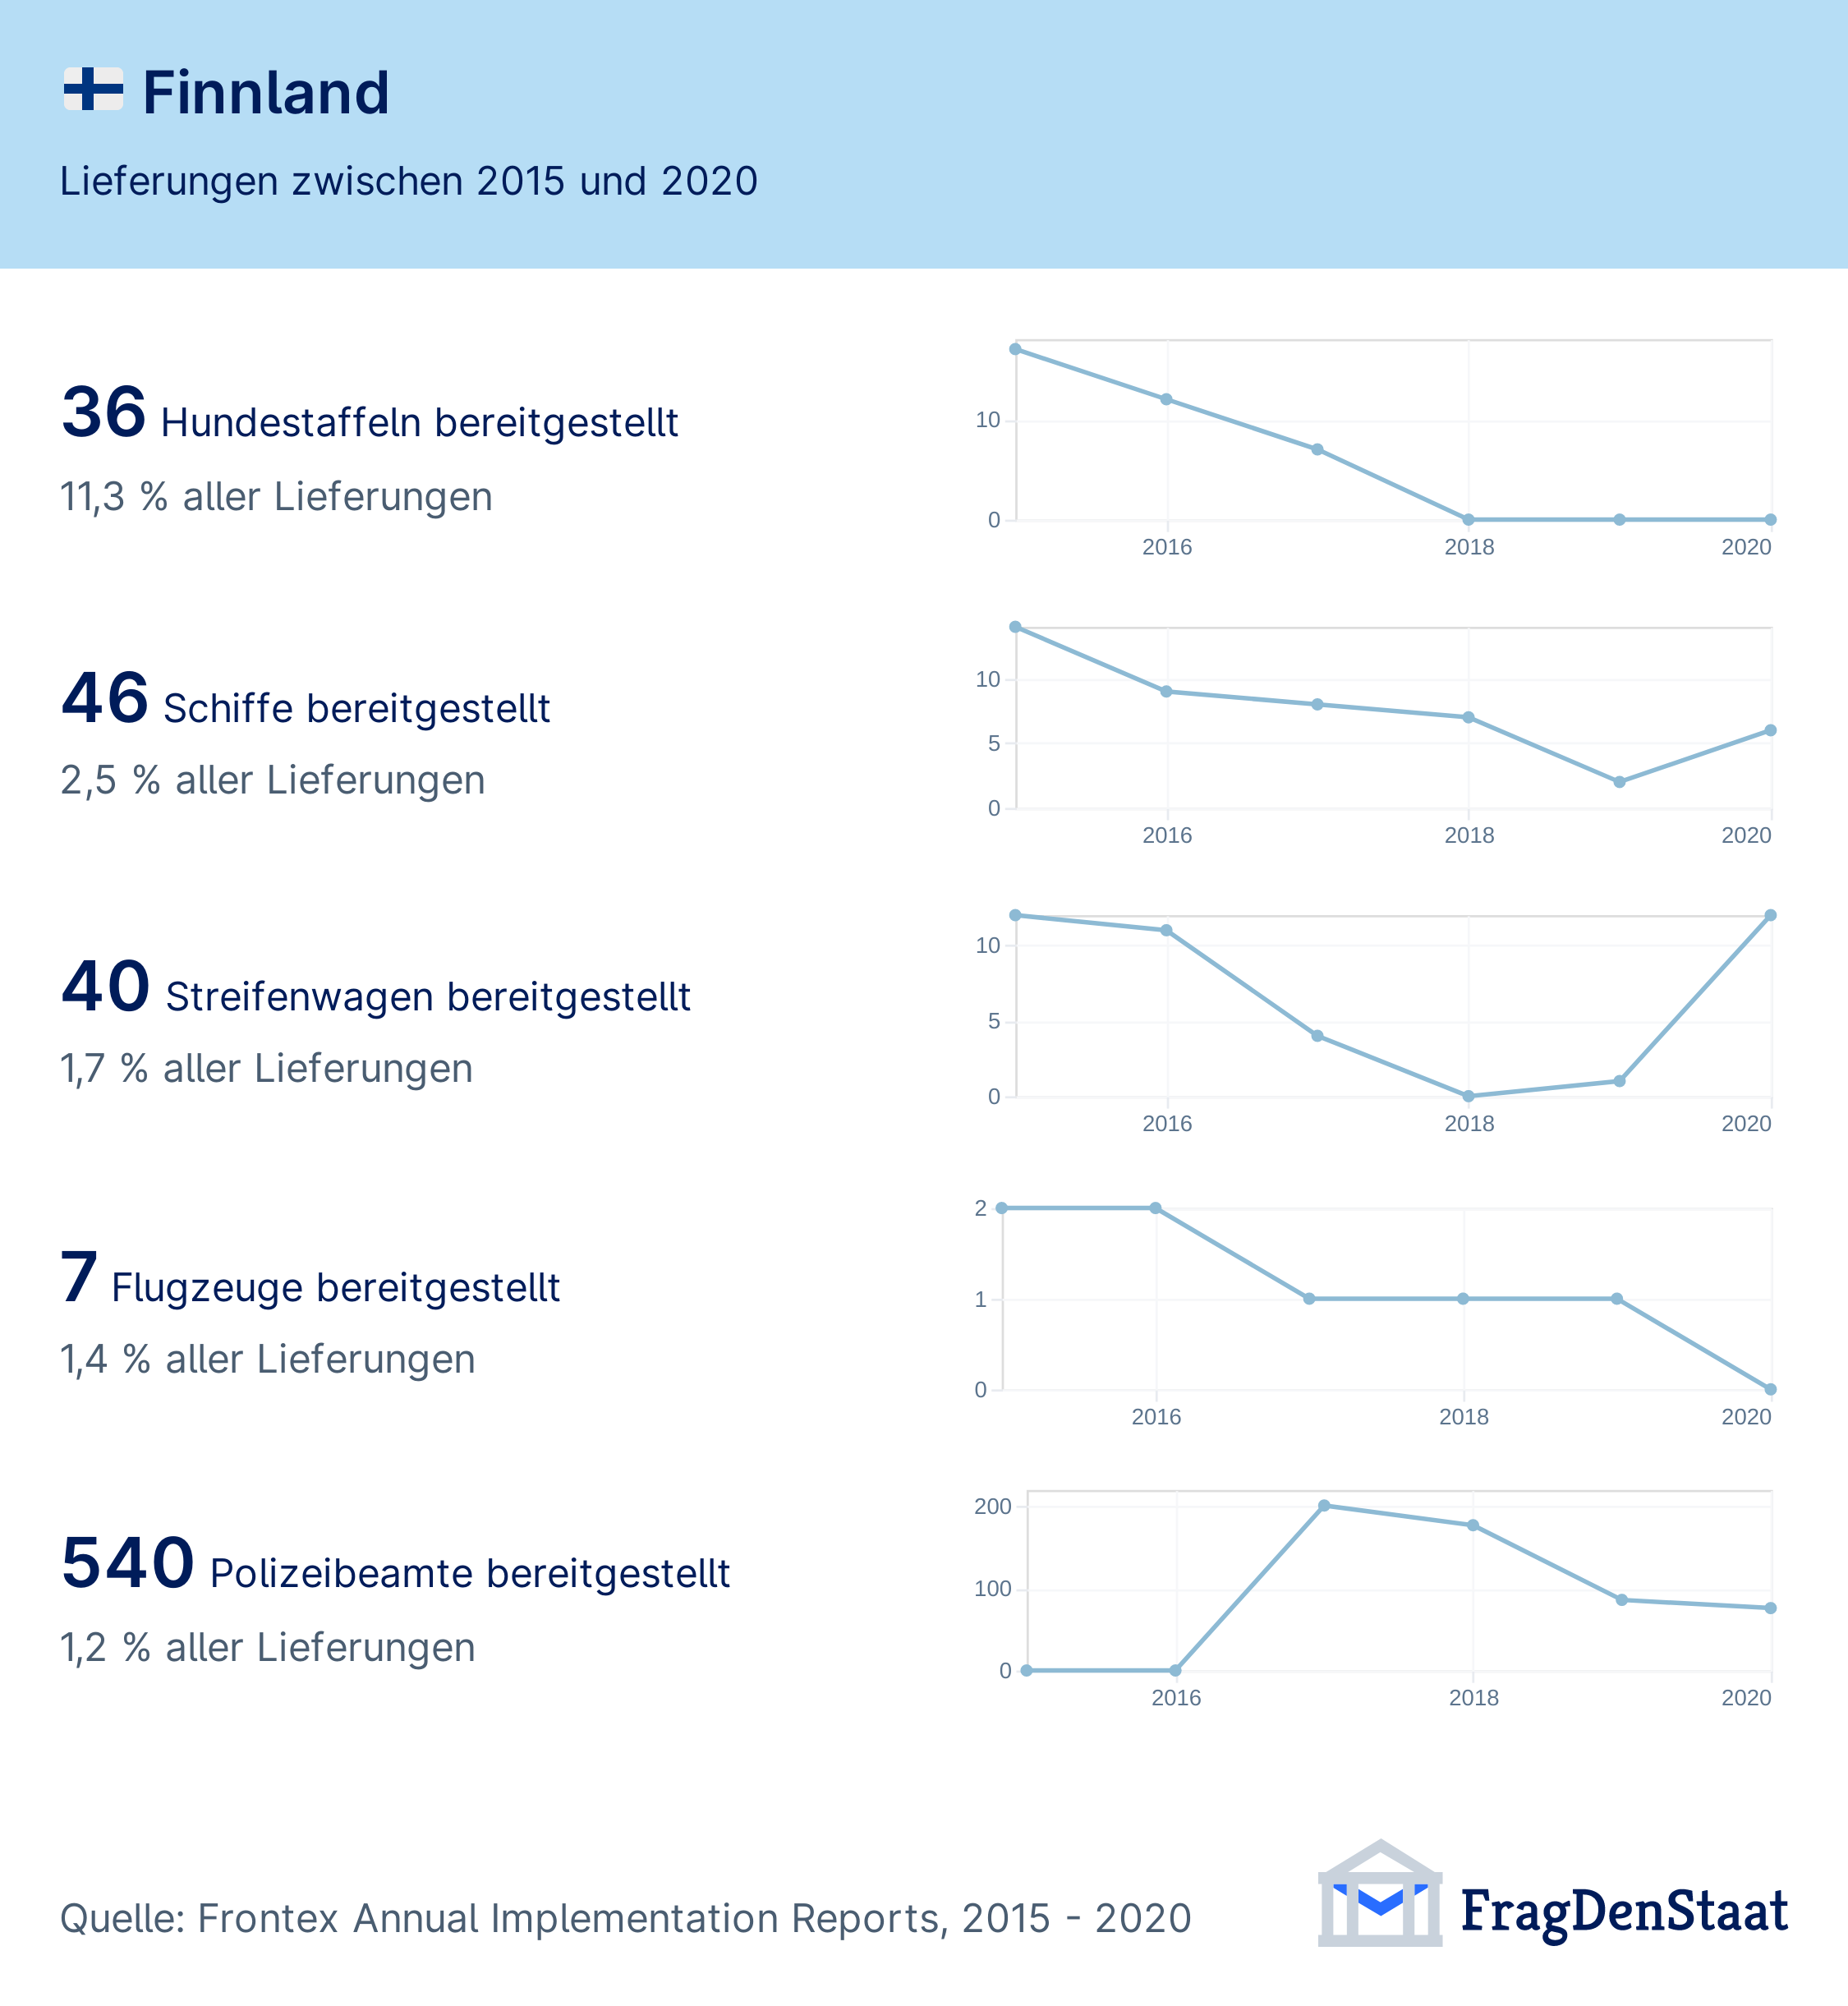 Finnland
Lieferungen zwischen 2015 und 2020
36 Hundestaffeln bereitgestellt
11,3 % aller Lieferungen
10
0
2016 2018 2020
46 Schiffe bereitgestellt
2,5 % aller Lieferungen
10
5
0
2016 2018 2020
40 Streifenwagen bereitgestellt
1,7 % aller Lieferungen
10
5
0
2016 2018 2020
7 Flugzeuge bereitgestellt
1,4 % aller Lieferungen
2
1
0
2016 2018 2020
540 Polizeibeamte bereitgestellt
1,2 % aller Lieferungen
200
100
0
2016 2018 2020
Quelle: Frontex Annual Implementation Reports, 2015 - 2020
FragDenStaat